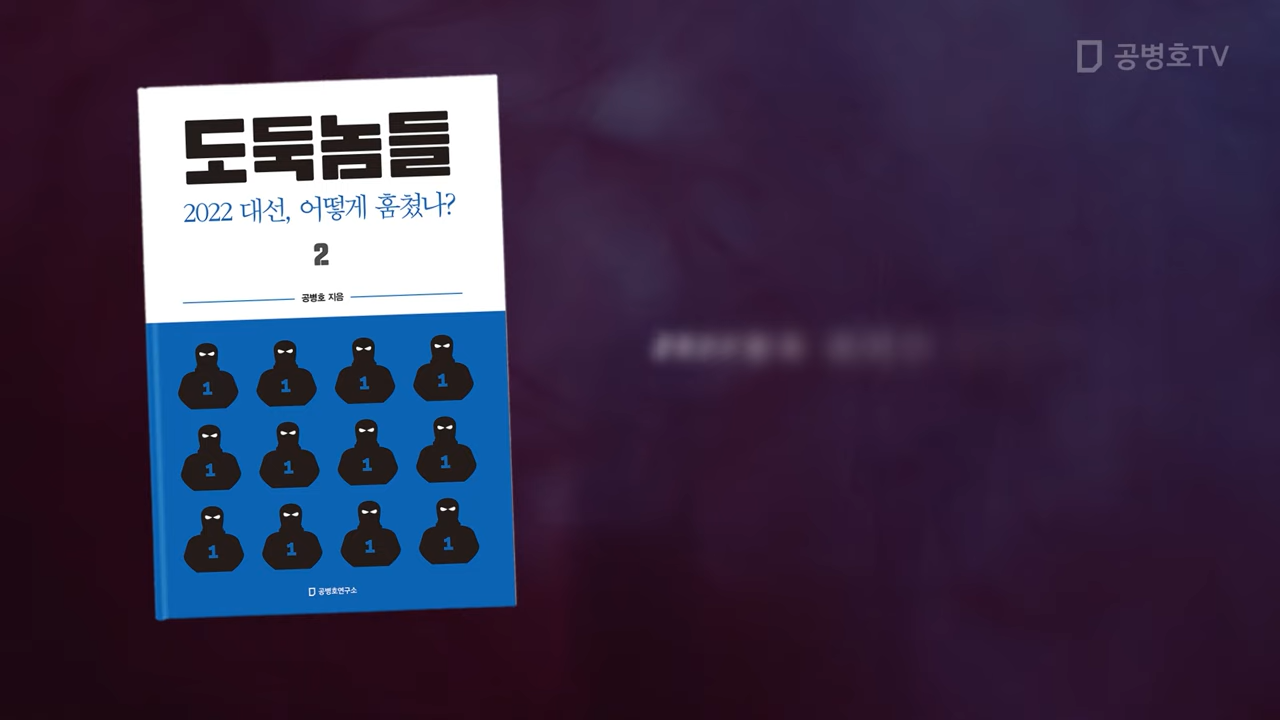 공병호TV
도둑놈들
2022 대선, 어떻게 훔쳤나?
2
공병호 지음
1 1 1 1
1 1 1 1
1 1 1 1
공병호연구소